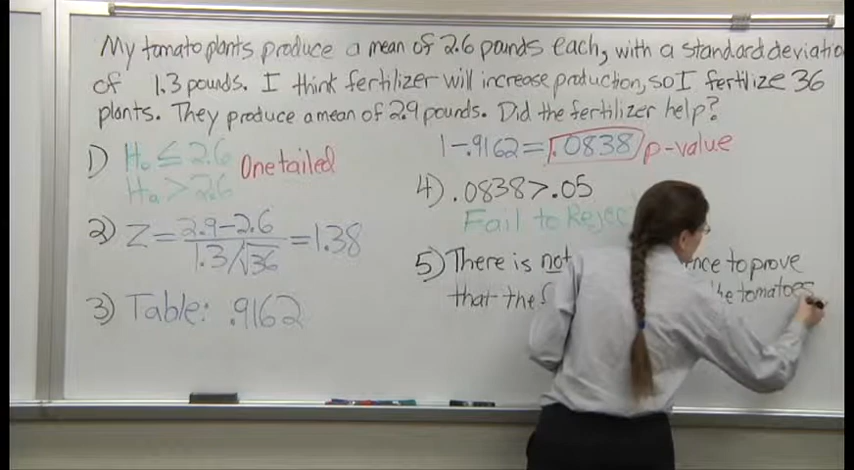 My tomato plants produce a mean of 2.6 pounds each, with a standard deviatio
of 1.3 pounds. I think fertilizer will increase production, so I fertilize 36
plants. They produce a mean of 2.9 pounds. Did the fertilizer help?
1) H₀ ≤ 2.6 One tailed
Hₐ > 2.6
2) Z = 2.9-2.6 / 1.3/√36 = 1.38
3) Table: .9162
1-.9162 = .0838 p-value
4) .0838 > .05
Fail to Rejec
5) There is not nce to prove
that the the tomatoes